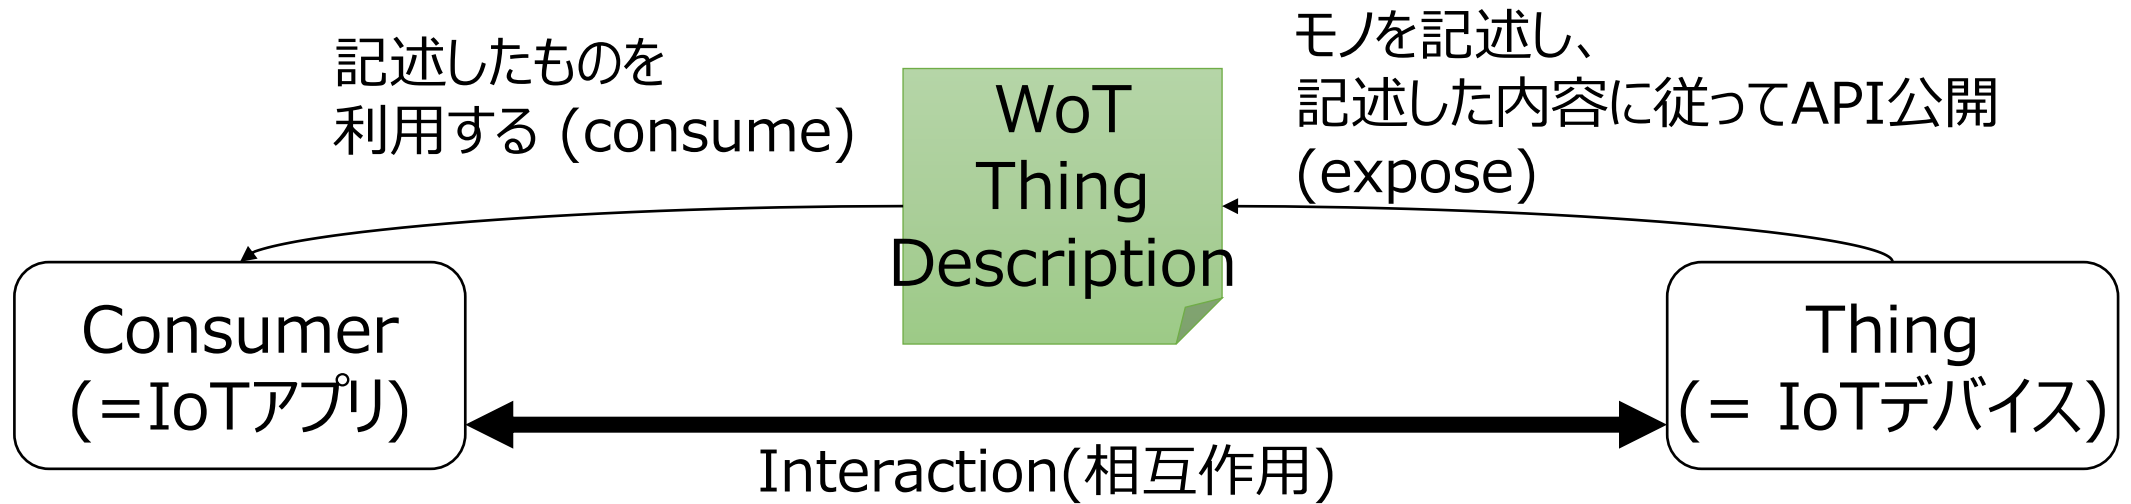 記述したものを
利用する (consume)
WoT
Thing
Description
モノを記述し、
記述した内容に従ってAPI公開
(expose)
Consumer
(=IoTアプリ)
Thing
(= IoTデバイス)
Interaction(相互作用)